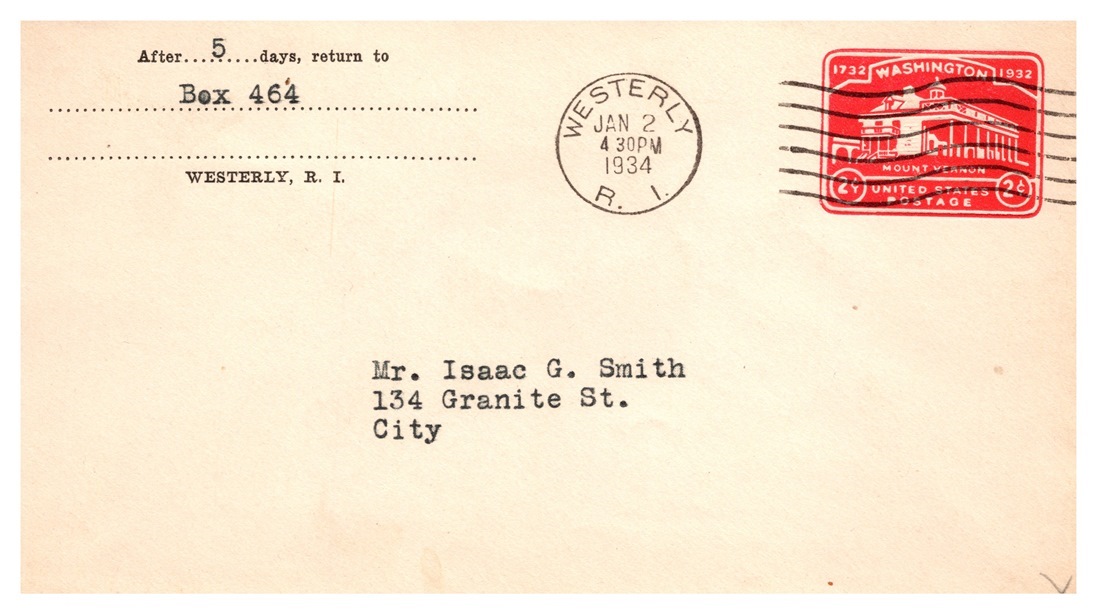 After....5.....days, return to
Box 464
WESTERLY, R. I.
WESTERLY
JAN 2
4 30PM
1934
R. I.
1732 WASHINGTON 1932
MOUNT VERNON
2¢ UNITED STATES 2¢
POSTAGE
Mr. Isaac G. Smith
134 Granite St.
City